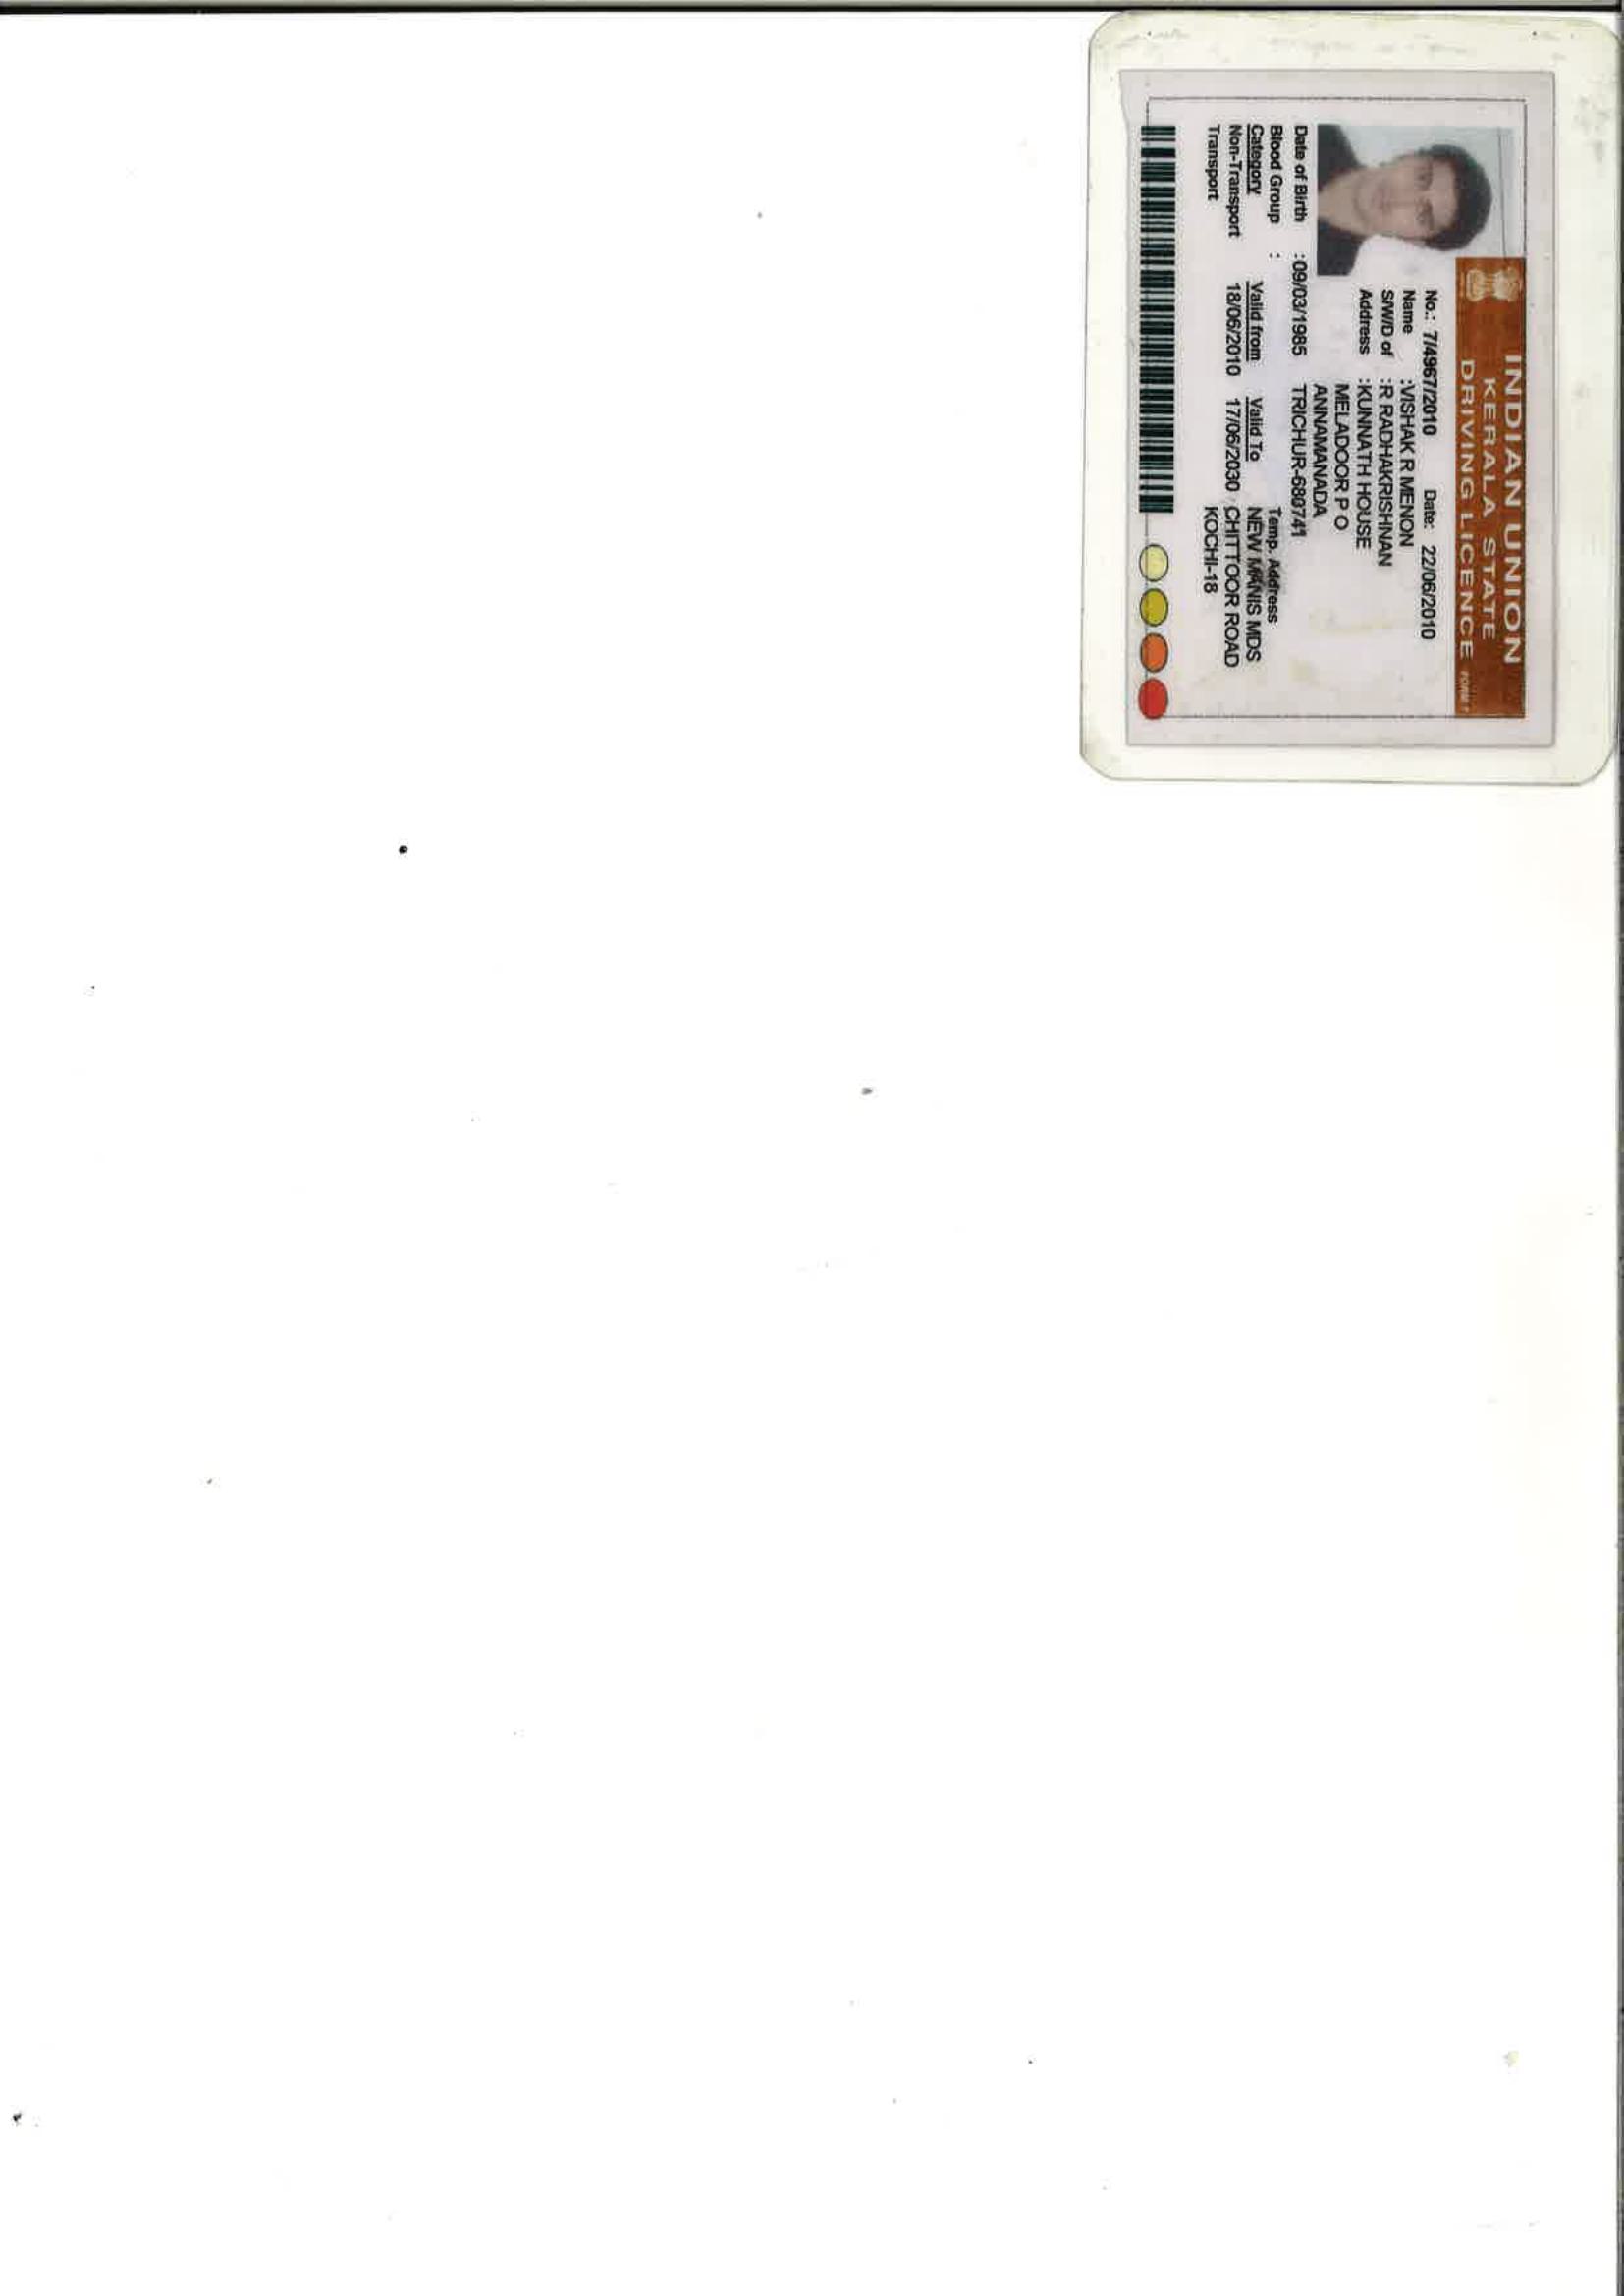 INDIAN UNION
KERALA STATE
DRIVING LICENCE FORM 7
No.: 7/4967/2010 Date: 22/06/2010
Name :VISHAK R MENON
S/W/D of :R RADHAKRISHNAN
Address :KUNNATH HOUSE
MELADOOR P O
ANNAMANADA
Date of Birth :09/03/1985 TRICHUR-680741
Blood Group : Temp. Address
Category Valid from Valid To NEW MANIS MDS
Non-Transport 18/06/2010 17/06/2030 CHITTOOR ROAD
Transport KOCHI-18